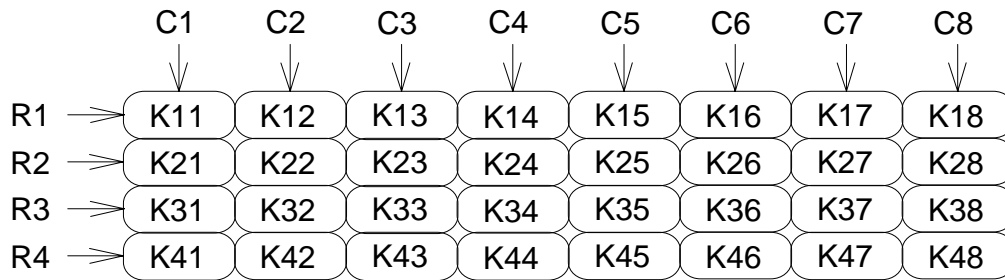 C1 C2 C3 C4 C5 C6 C7 C8
R1 K11 K12 K13 K14 K15 K16 K17 K18
R2 K21 K22 K23 K24 K25 K26 K27 K28
R3 K31 K32 K33 K34 K35 K36 K37 K38
R4 K41 K42 K43 K44 K45 K46 K47 K48